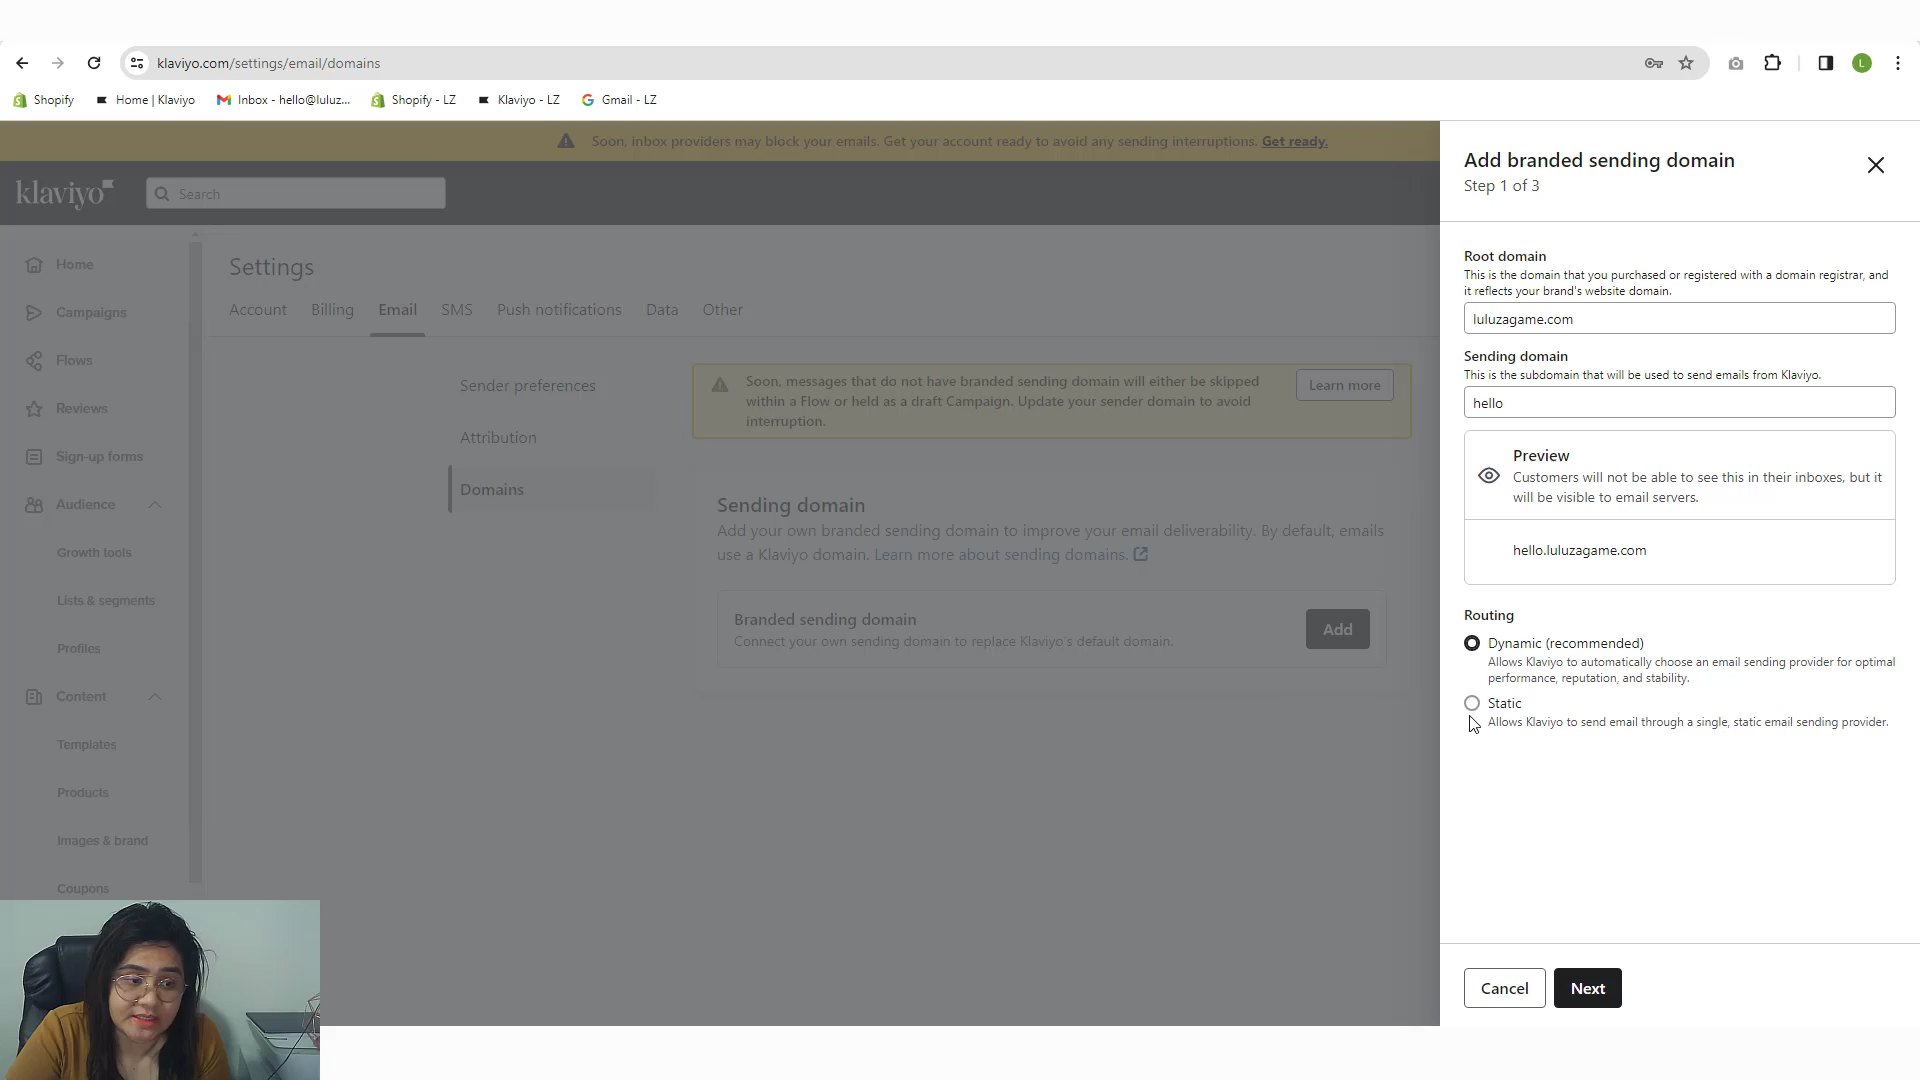 klaviyo.com/settings/email/domains
L
Shopify
Home | Klaviyo
Inbox - hello@luluz...
Shopify - LZ
Klaviyo - LZ
Gmail - LZ
Soon, inbox providers may block your emails. Get your account ready to avoid any sending interruptions. Get ready.
klaviyo
Search
Home
Campaigns
Flows
Reviews
Sign-up forms
Audience
Growth tools
Lists & segments
Profiles
Content
Templates
Products
Images & brand
Coupons
Settings
Account
Billing
Email
SMS
Push notifications
Data
Other
Sender preferences
Attribution
Domains
Soon, messages that do not have branded sending domain will either be skipped
within a Flow or held as a draft Campaign. Update your sender domain to avoid
interruption.
Learn more
Sending domain
Add your own branded sending domain to improve your email deliverability. By default, emails
use a Klaviyo domain. Learn more about sending domains.
Branded sending domain
Connect your own sending domain to replace Klaviyo's default domain.
Add
Add branded sending domain
Step 1 of 3
Root domain
This is the domain that you purchased or registered with a domain registrar, and
it reflects your brand's website domain.
luluzagame.com
Sending domain
This is the subdomain that will be used to send emails from Klaviyo.
hello
Preview
Customers will not be able to see this in their inboxes, but it
will be visible to email servers.
hello.luluzagame.com
Routing
Dynamic (recommended)
Allows Klaviyo to automatically choose an email sending provider for optimal
performance, reputation, and stability.
Static
Allows Klaviyo to send email through a single, static email sending provider.
Cancel
Next